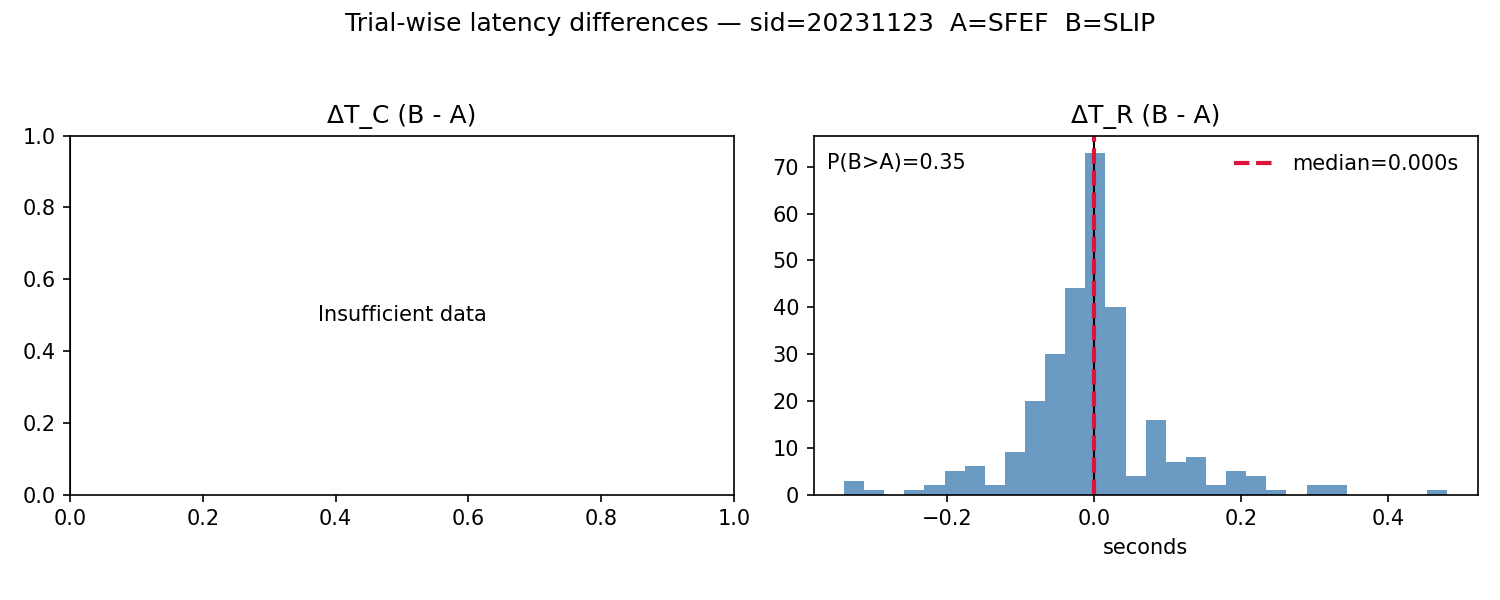 Trial-wise latency differences — sid=20231123  A=SFEF  B=SLIP
ΔT_C (B - A)
1.0
0.8
0.6
0.4
0.2
0.0
Insufficient data
0.0 0.2 0.4 0.6 0.8 1.0
ΔT_R (B - A)
P(B>A)=0.35
median=0.000s
70
60
50
40
30
20
10
0
−0.2 0.0 0.2 0.4
seconds